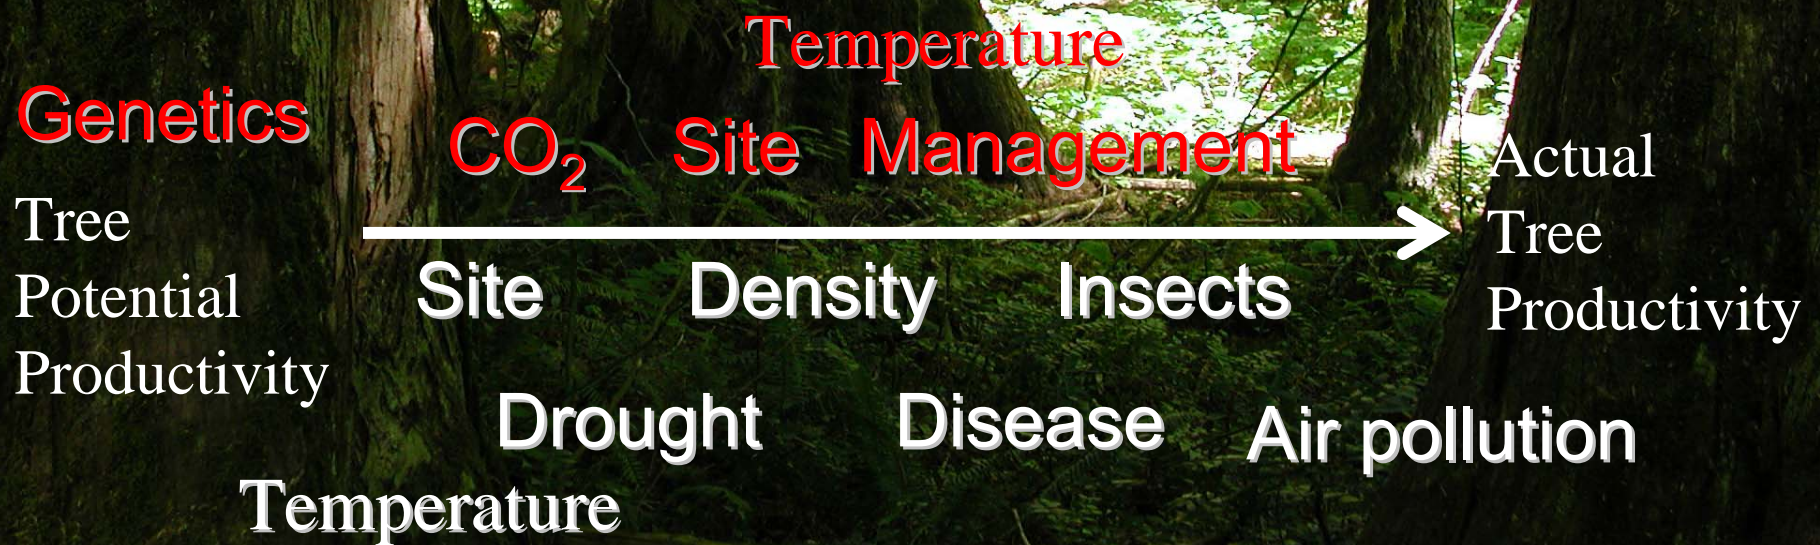 Temperature
Genetics
CO₂ Site Management
Tree
Potential
Productivity
Actual
Tree
Productivity
Site Density Insects
Drought Disease Air pollution
Temperature